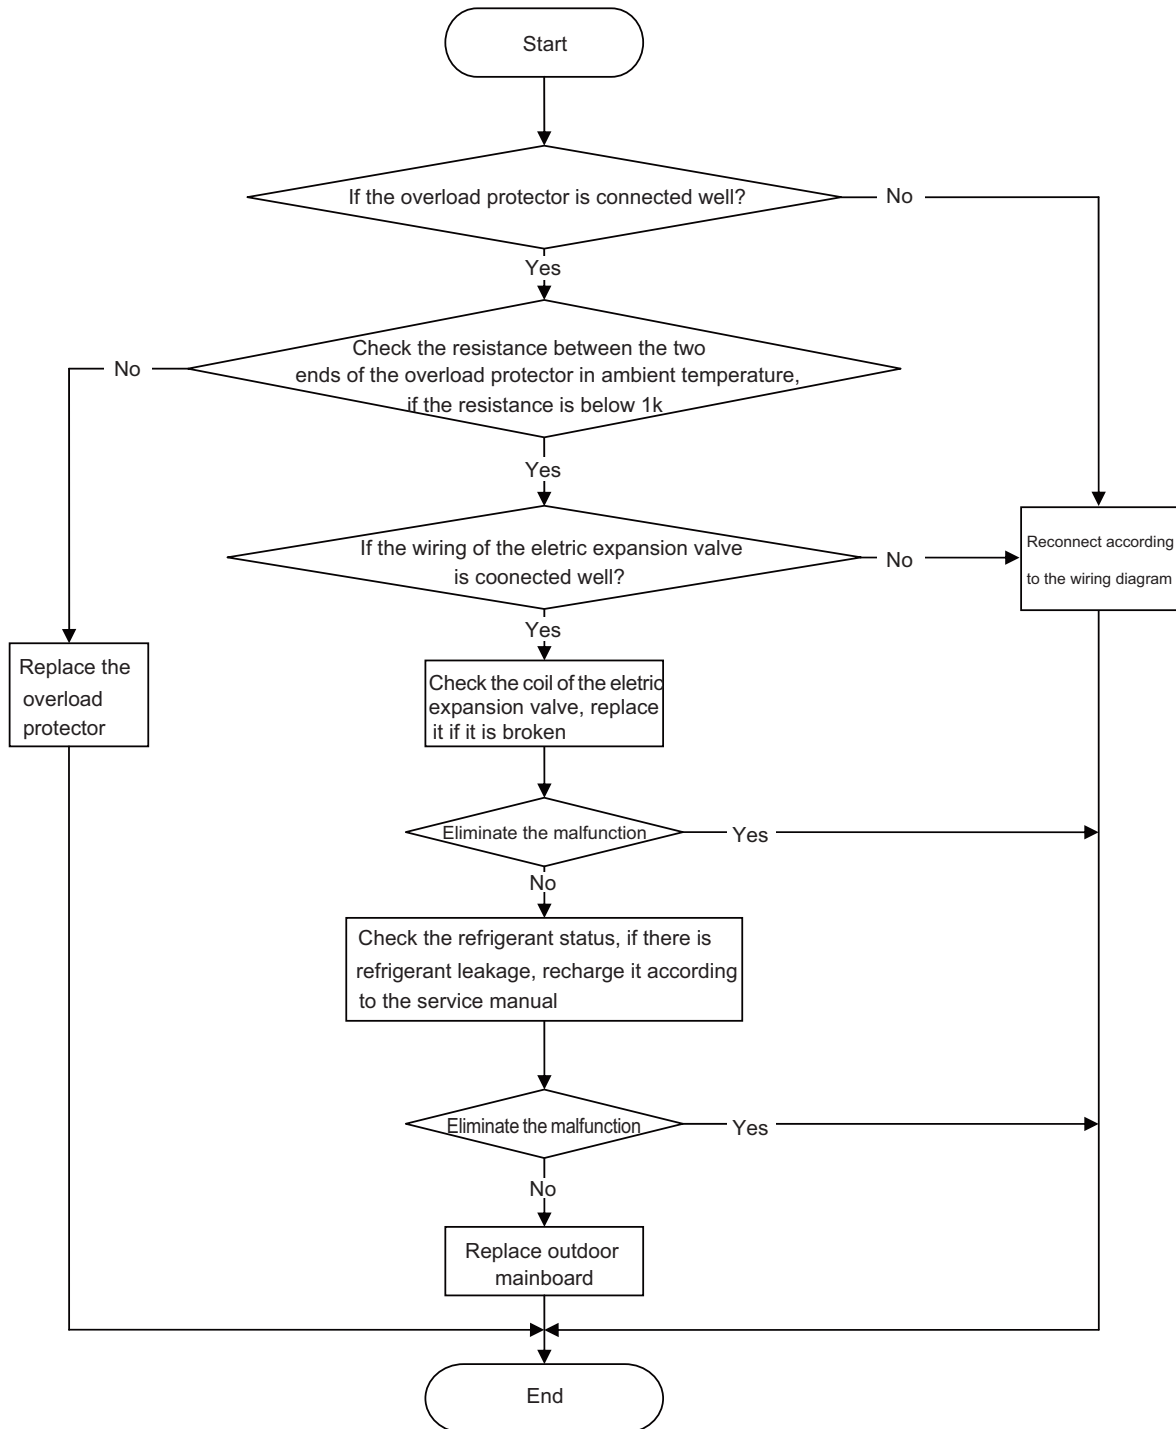 Start
If the overload protector is connected well?
No
Yes
Check the resistance between the two
ends of the overload protector in ambient temperature,
if the resistance is below 1k
No
Yes
If the wiring of the eletric expansion valve
is coonected well?
No
Reconnect according
to the wiring diagram
Yes
Replace the
overload
protector
Check the coil of the eletric
expansion valve, replace
it if it is broken
Eliminate the malfunction
Yes
No
Check the refrigerant status, if there is
refrigerant leakage, recharge it according
to the service manual
Eliminate the malfunction
Yes
No
Replace outdoor
mainboard
End